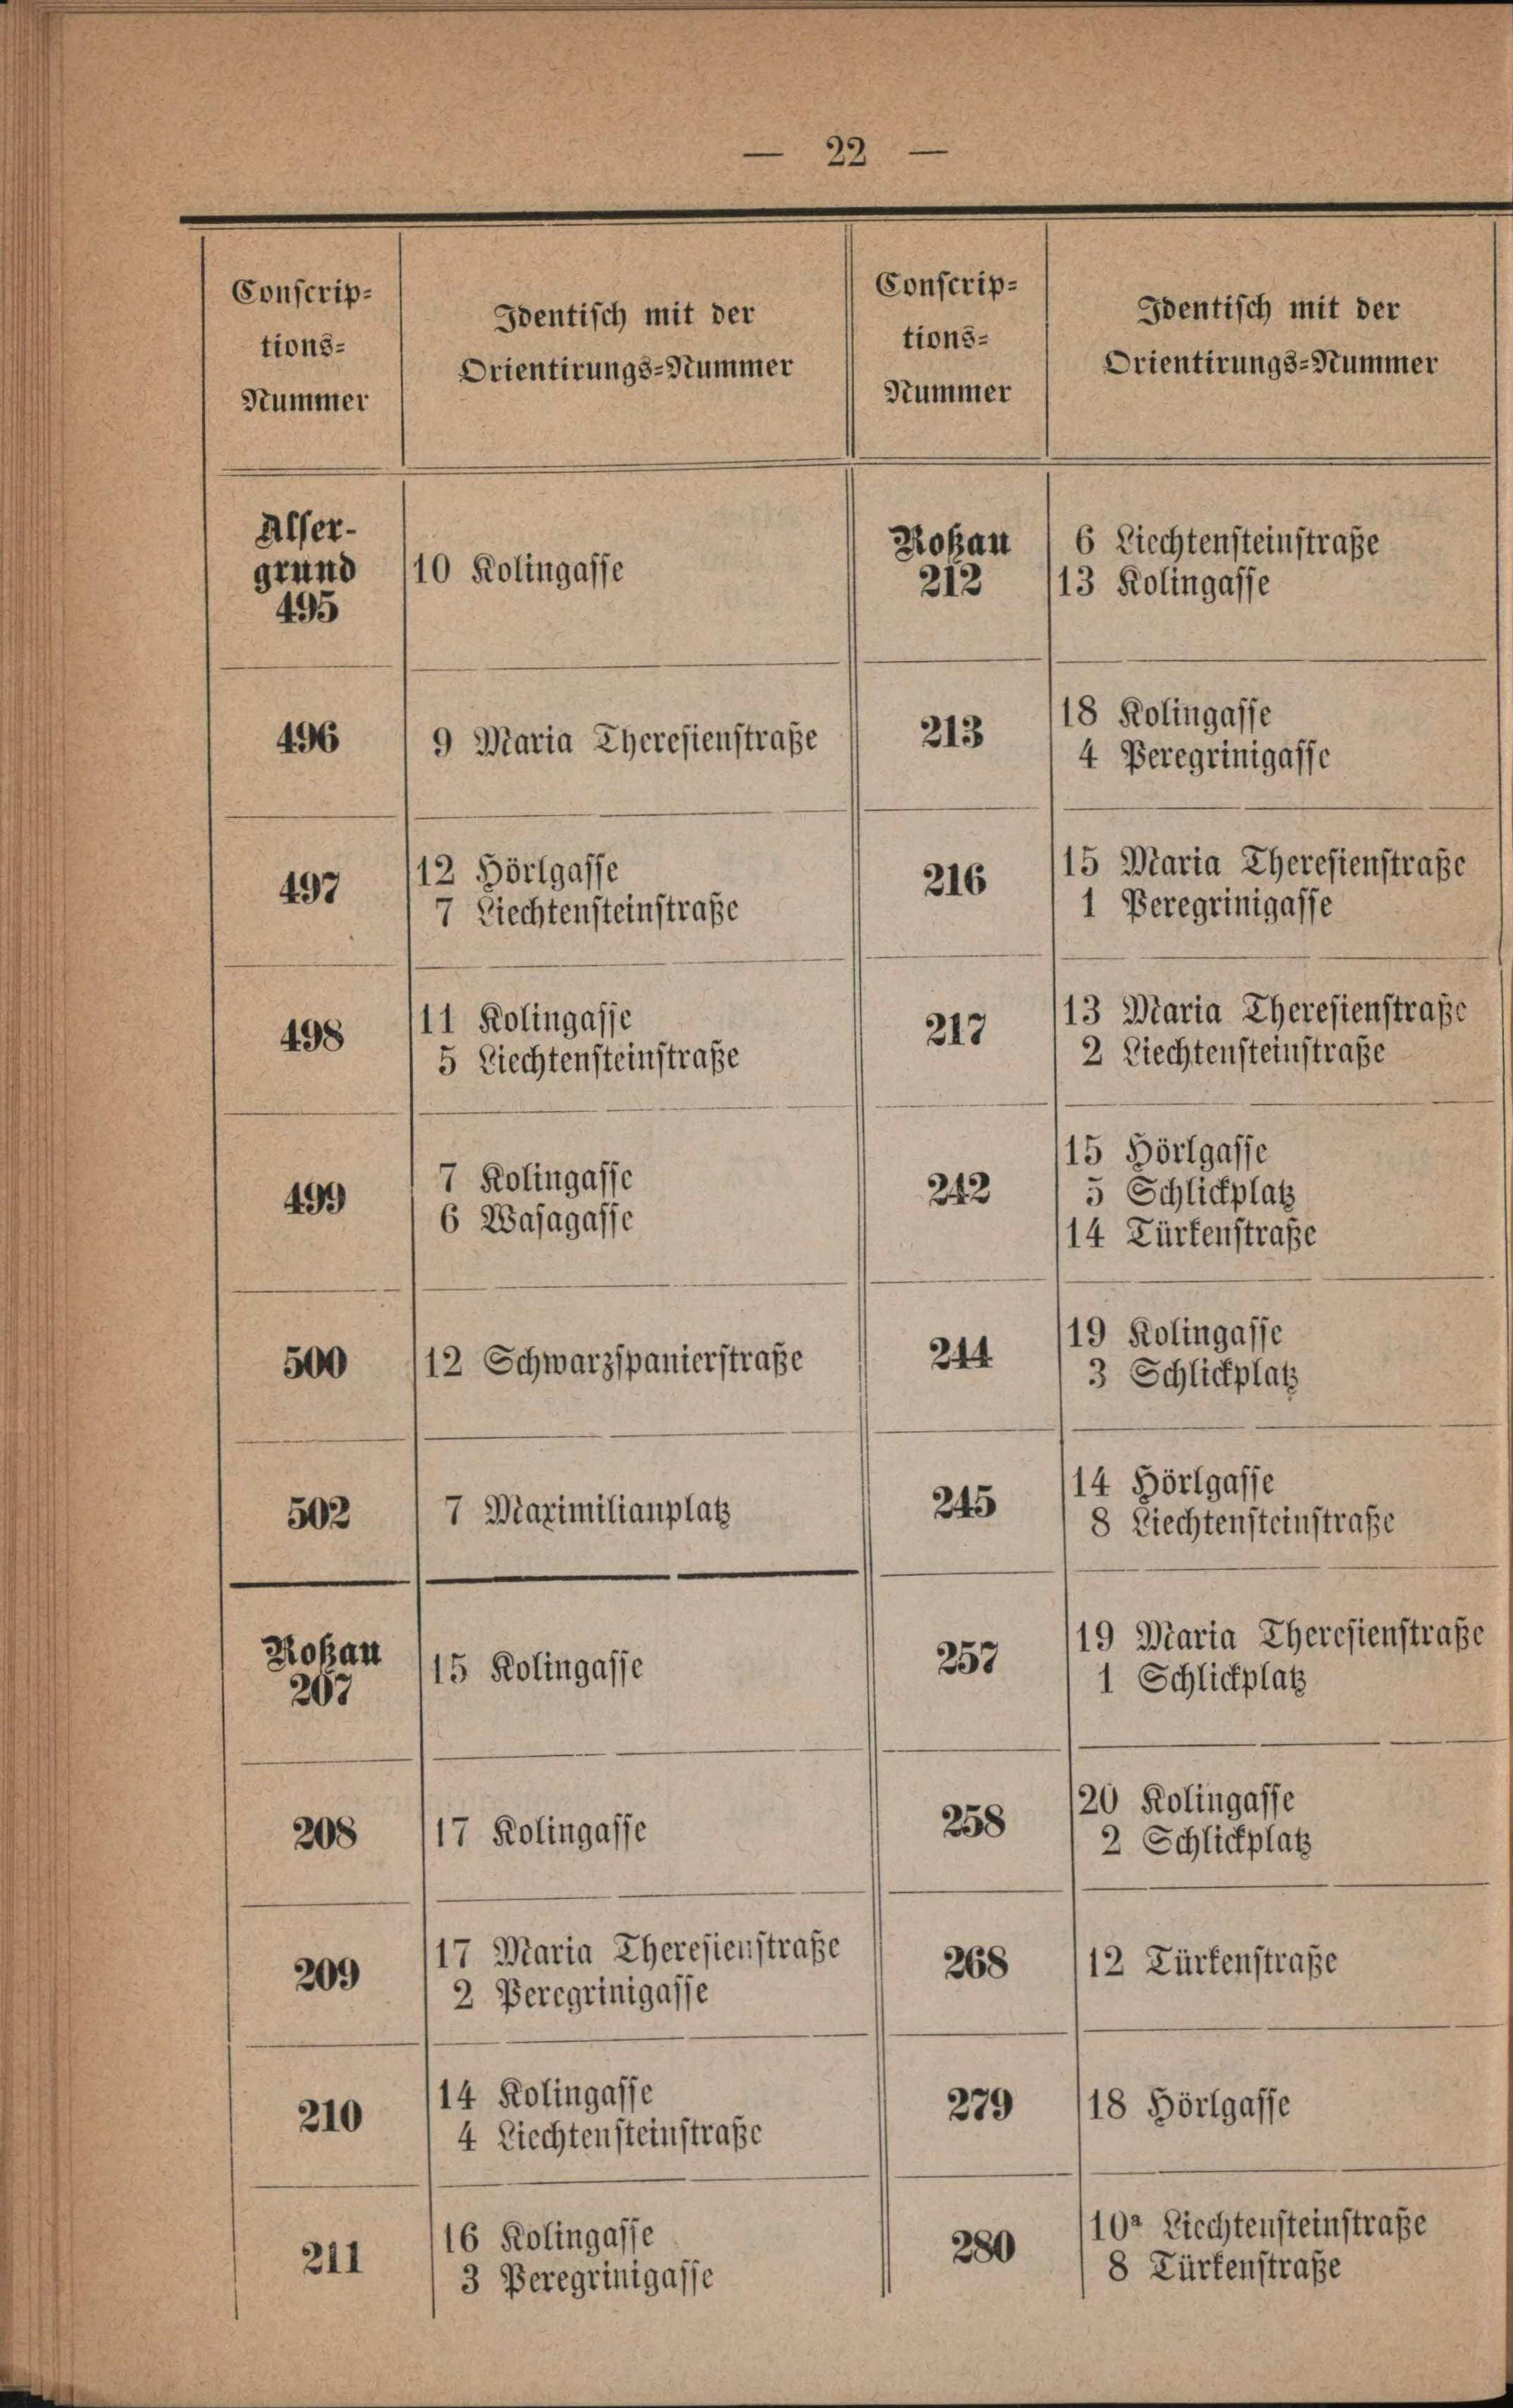 — 22 —
Conscrip-
tions-
Nummer
Identisch mit der
Orientirungs-Nummer
Conscrip-
tions-
Nummer
Identisch mit der
Orientirungs-Nummer
Alser-
grund
495
10 Kolingasse
496
9 Maria Theresienstraße
497
12 Hörlgasse
7 Liechtensteinstraße
498
11 Kolingasse
5 Liechtensteinstraße
499
7 Kolingasse
6 Wasagasse
500
12 Schwarzspanierstraße
502
7 Maximilianplatz
Roßau
207
15 Kolingasse
208
17 Kolingasse
209
17 Maria Theresienstraße
2 Peregrinigasse
210
14 Kolingasse
4 Liechtensteinstraße
211
16 Kolingasse
3 Peregrinigasse
Roßau
212
6 Liechtensteinstraße
13 Kolingasse
213
18 Kolingasse
4 Peregrinigasse
216
15 Maria Theresienstraße
1 Peregrinigasse
217
13 Maria Theresienstraße
2 Liechtensteinstraße
242
15 Hörlgasse
5 Schlickplatz
14 Türkenstraße
244
19 Kolingasse
3 Schlickplatz
245
14 Hörlgasse
8 Liechtensteinstraße
257
19 Maria Theresienstraße
1 Schlickplatz
258
20 Kolingasse
2 Schlickplatz
268
12 Türkenstraße
279
18 Hörlgasse
280
10ª Liechtensteinstraße
8 Türkenstraße